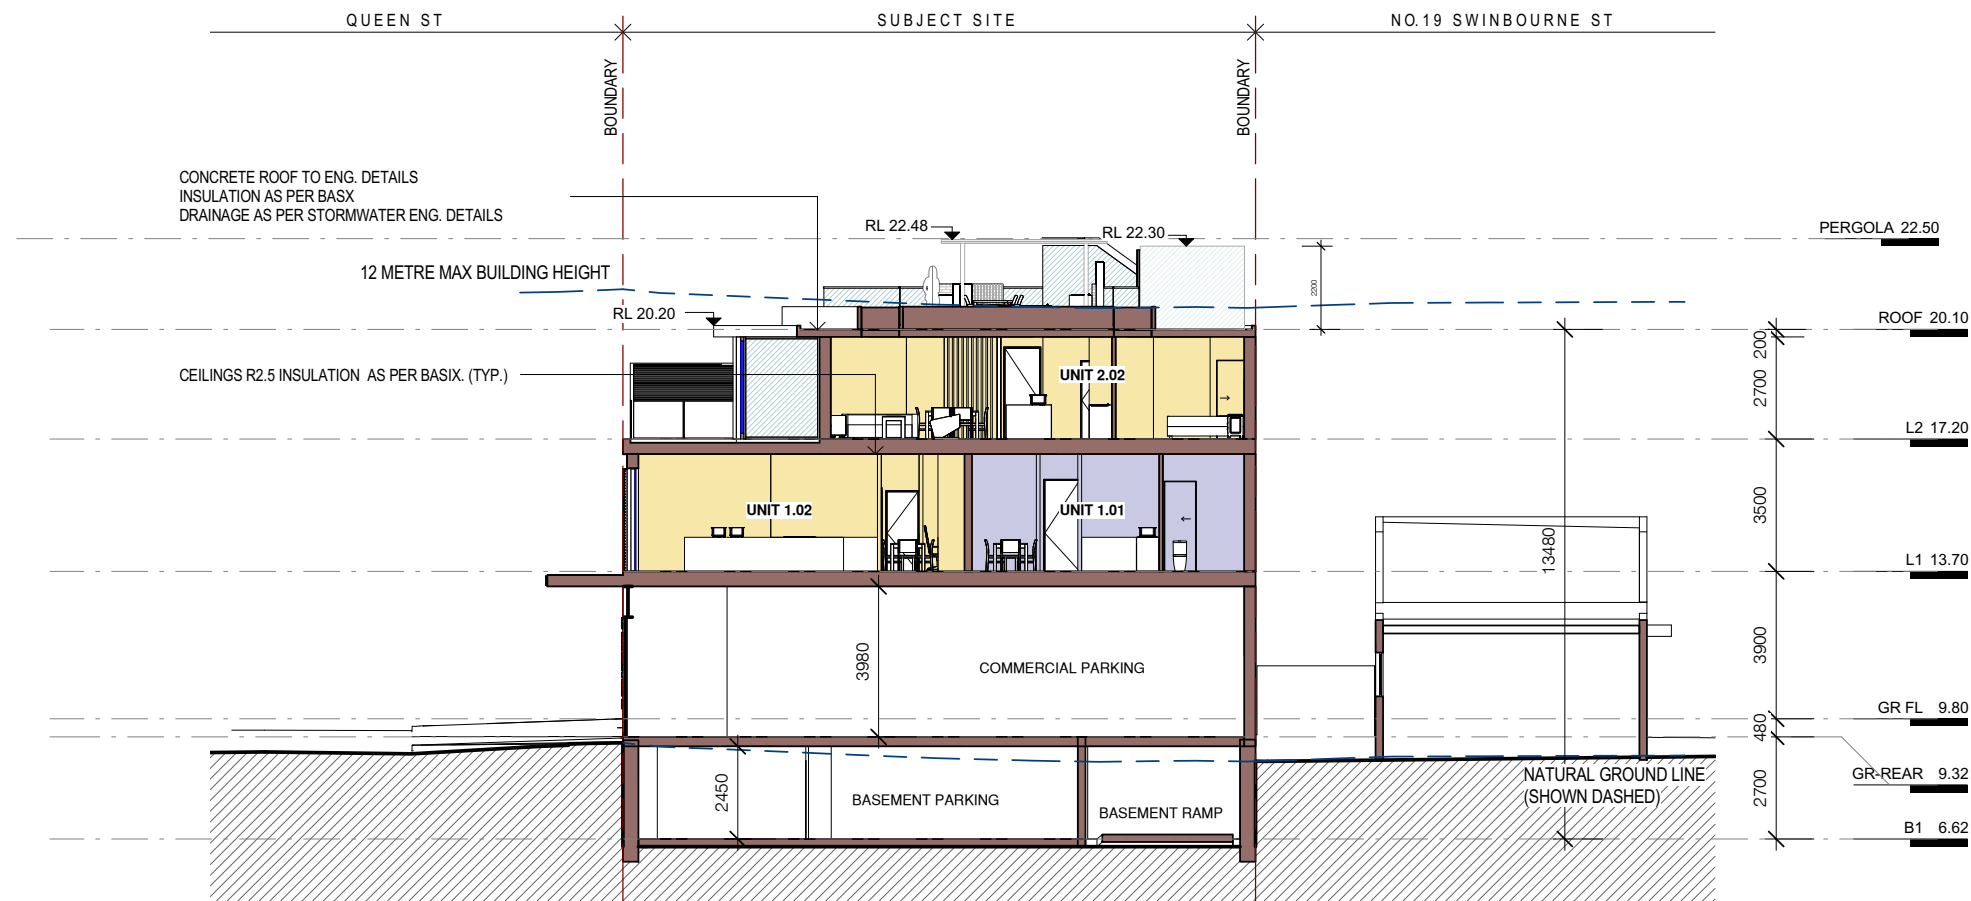 QUEEN ST
SUBJECT SITE
NO.19 SWINBOURNE ST
BOUNDARY
BOUNDARY
CONCRETE ROOF TO ENG. DETAILS
INSULATION AS PER BASX
DRAINAGE AS PER STORMWATER ENG. DETAILS
RL 22.48
RL 22.30
PERGOLA 22.50
12 METRE MAX BUILDING HEIGHT
2200
RL 20.20
ROOF 20.10
200
CEILINGS R2.5 INSULATION AS PER BASIX. (TYP.)
UNIT 2.02
2700
L2 17.20
UNIT 1.02
UNIT 1.01
3500
13480
L1 13.70
3980
COMMERCIAL PARKING
3900
GR FL 9.80
480
NATURAL GROUND LINE
(SHOWN DASHED)
GR-REAR 9.32
2450
BASEMENT PARKING
BASEMENT RAMP
2700
B1 6.62